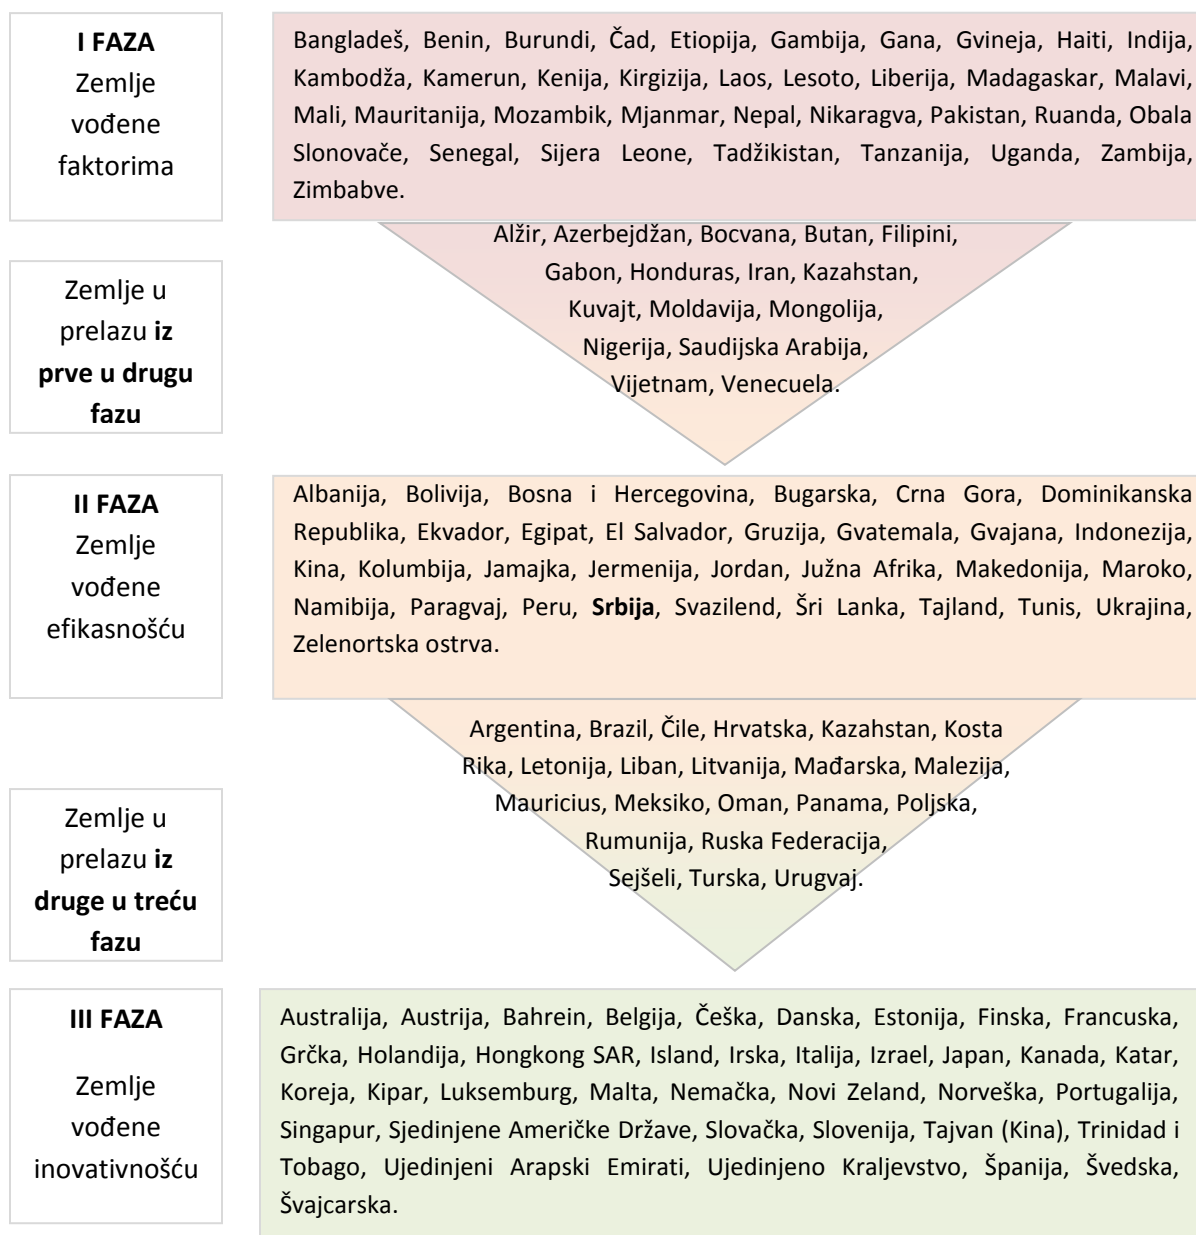 I FAZA
Zemlje
vođene
faktorima
Bangladeš, Benin, Burundi, Čad, Etiopija, Gambija, Gana, Gvineja, Haiti, Indija,
Kambodža, Kamerun, Kenija, Kirgizija, Laos, Lesoto, Liberija, Madagaskar, Malavi,
Mali, Mauritanija, Mozambik, Mjanmar, Nepal, Nikaragva, Pakistan, Ruanda, Obala
Slonovače, Senegal, Sijera Leone, Tadžikistan, Tanzanija, Uganda, Zambija,
Zimbabve.
Zemlje u
prelazu iz
prve u drugu
fazu
Alžir, Azerbejdžan, Bocvana, Butan, Filipini,
Gabon, Honduras, Iran, Kazahstan,
Kuvajt, Moldavija, Mongolija,
Nigerija, Saudijska Arabija,
Vijetnam, Venecuela.
II FAZA
Zemlje
vođene
efikasnošću
Albanija, Bolivija, Bosna i Hercegovina, Bugarska, Crna Gora, Dominikanska
Republika, Ekvador, Egipat, El Salvador, Gruzija, Gvatemala, Gvajana, Indonezija,
Kina, Kolumbija, Jamajka, Jermenija, Jordan, Južna Afrika, Makedonija, Maroko,
Namibija, Paragvaj, Peru, Srbija, Svazilend, Šri Lanka, Tajland, Tunis, Ukrajina,
Zelenortska ostrva.
Zemlje u
prelazu iz
druge u treću
fazu
Argentina, Brazil, Čile, Hrvatska, Kazahstan, Kosta
Rika, Letonija, Liban, Litvanija, Mađarska, Malezija,
Mauricius, Meksiko, Oman, Panama, Poljska,
Rumunija, Ruska Federacija,
Sejšeli, Turska, Urugvaj.
III FAZA
Zemlje
vođene
inovativnošću
Australija, Austrija, Bahrein, Belgija, Češka, Danska, Estonija, Finska, Francuska,
Grčka, Holandija, Hongkong SAR, Island, Irska, Italija, Izrael, Japan, Kanada, Katar,
Koreja, Kipar, Luksemburg, Malta, Nemačka, Novi Zeland, Norveška, Portugalija,
Singapur, Sjedinjene Američke Države, Slovačka, Slovenija, Tajvan (Kina), Trinidad i
Tobago, Ujedinjeni Arapski Emirati, Ujedinjeno Kraljevstvo, Španija, Švedska,
Švajcarska.